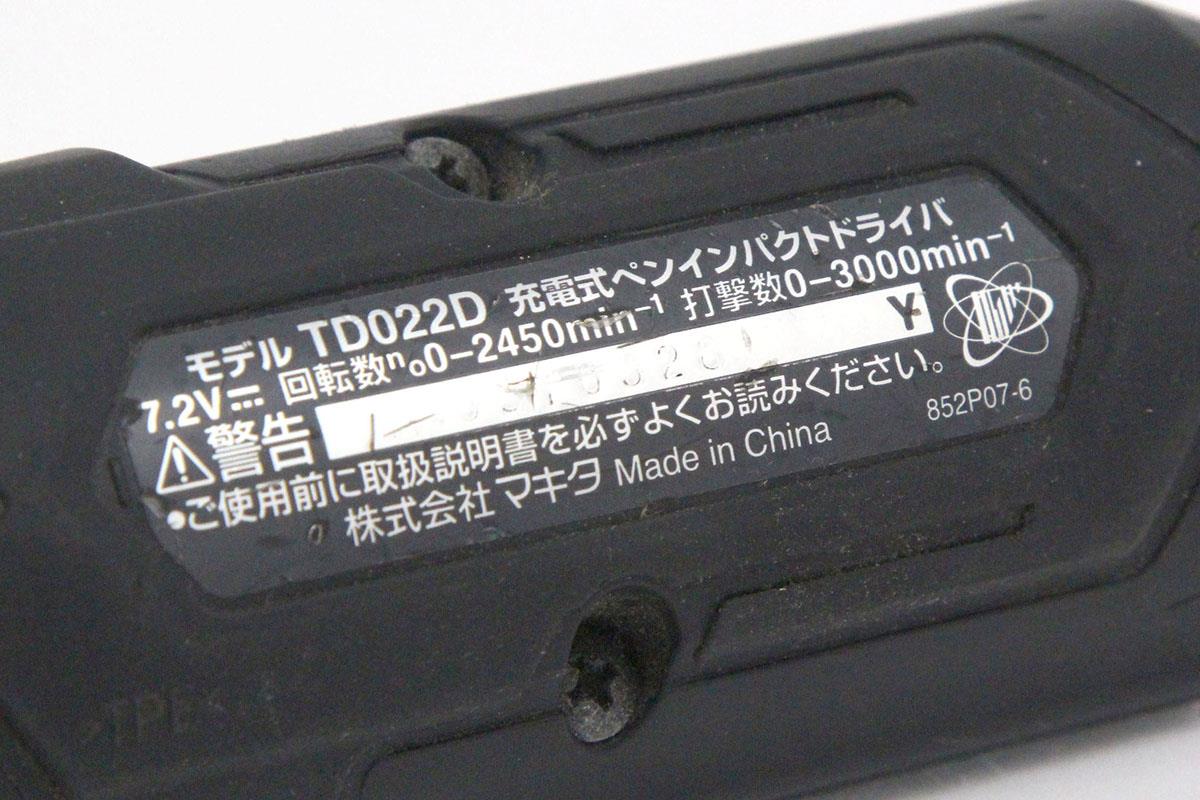 モデル TD022D 充電式ペンインパクトドライバ
7.2V⎓ 回転数n₀0-2450min⁻¹ 打撃数0-3000min⁻¹
⚠警告 Y
●ご使用前に取扱説明書を必ずよくお読みください。
株式会社 マキタ Made in China
852P07-6
>TPE